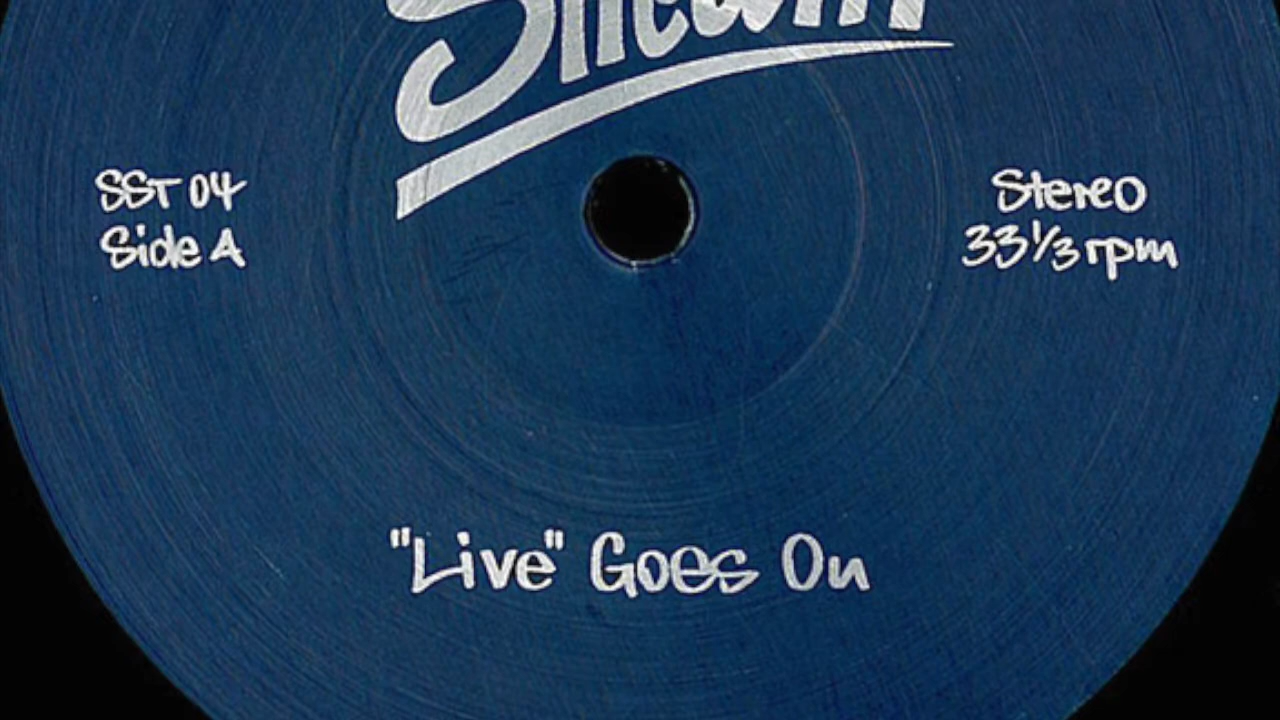 SST 04
Side A
Stereo
33⅓ rpm
"Live" Goes On